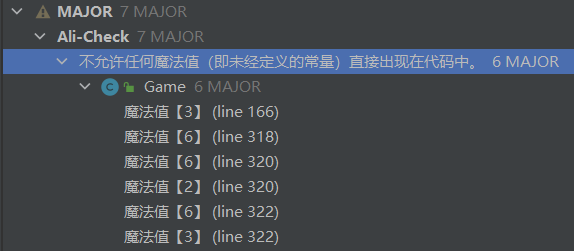 MAJOR 7 MAJOR
Ali-Check 7 MAJOR
不允许任何魔法值（即未经定义的常量）直接出现在代码中。 6 MAJOR
C Game 6 MAJOR
魔法值【3】 (line 166)
魔法值【6】 (line 318)
魔法值【6】 (line 320)
魔法值【2】 (line 320)
魔法值【6】 (line 322)
魔法值【3】 (line 322)